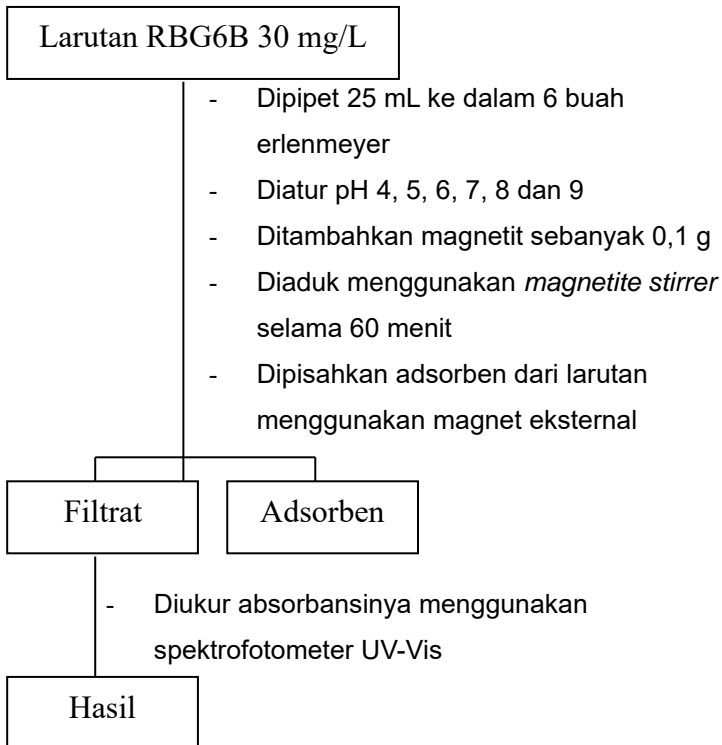 Larutan RBG6B 30 mg/L
- Dipipet 25 mL ke dalam 6 buah
erlenmeyer
- Diatur pH 4, 5, 6, 7, 8 dan 9
- Ditambahkan magnetit sebanyak 0,1 g
- Diaduk menggunakan magnetite stirrer
selama 60 menit
- Dipisahkan adsorben dari larutan
menggunakan magnet eksternal
Filtrat
Adsorben
- Diukur absorbansinya menggunakan
spektrofotometer UV-Vis
Hasil